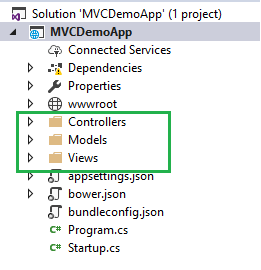 Solution 'MVCDemoApp' (1 project)
MVCDemoApp
Connected Services
Dependencies
Properties
wwwroot
Controllers
Models
Views
appsettings.json
bower.json
bundleconfig.json
Program.cs
Startup.cs